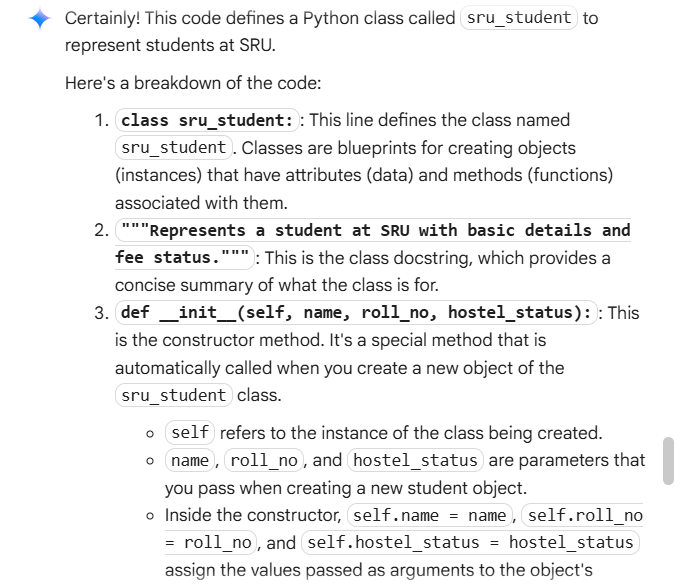 Certainly! This code defines a Python class called sru_student to
represent students at SRU.
Here's a breakdown of the code:
1. class sru_student: : This line defines the class named
sru_student . Classes are blueprints for creating objects
(instances) that have attributes (data) and methods (functions)
associated with them.
2. """Represents a student at SRU with basic details and
fee status.""" : This is the class docstring, which provides a
concise summary of what the class is for.
3. def __init__(self, name, roll_no, hostel_status): : This
is the constructor method. It's a special method that is
automatically called when you create a new object of the
sru_student class.
○ self refers to the instance of the class being created.
○ name , roll_no , and hostel_status are parameters that
you pass when creating a new student object.
○ Inside the constructor, self.name = name , self.roll_no
= roll_no , and self.hostel_status = hostel_status
assign the values passed as arguments to the object's